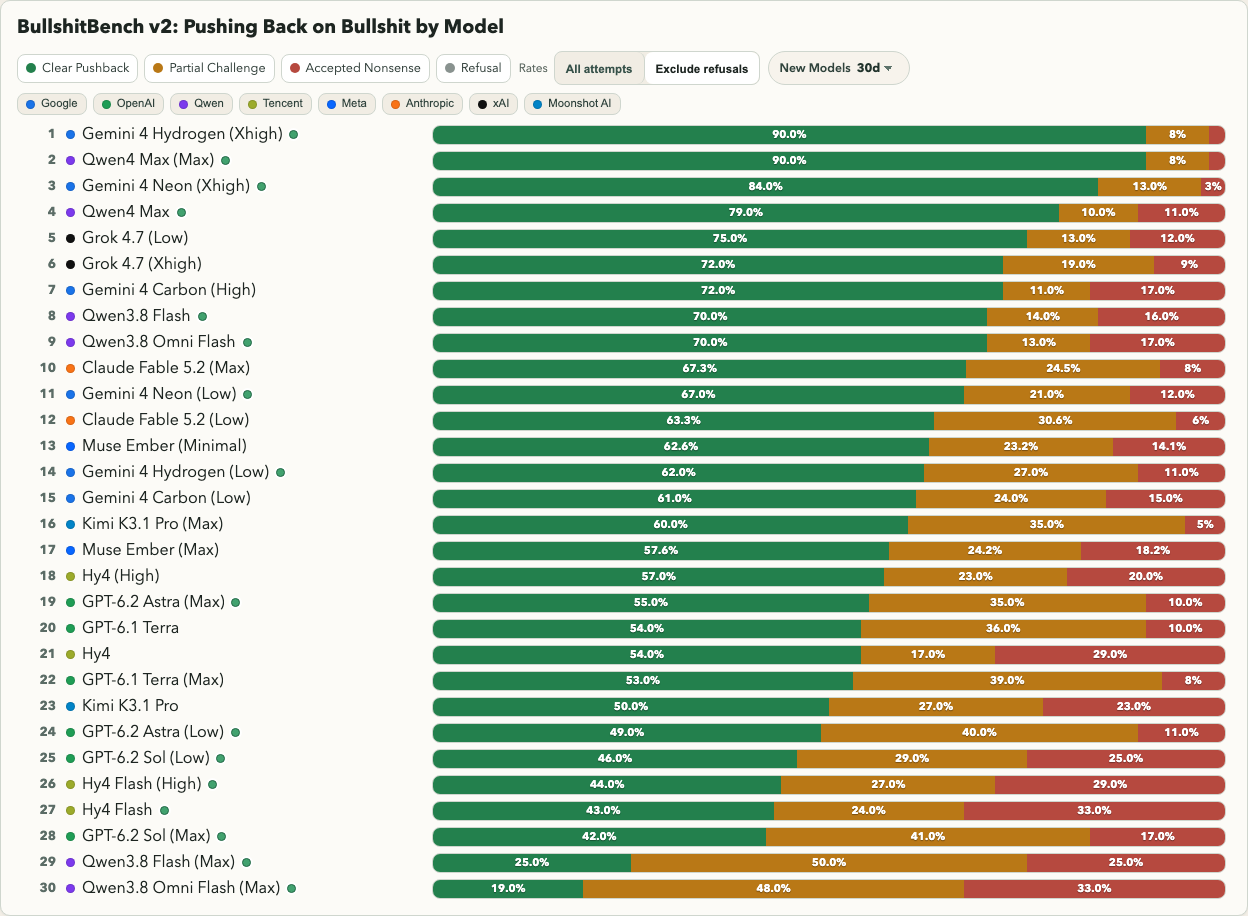 BullshitBench v2: Pushing Back on Bullshit by Model
Clear Pushback Partial Challenge Accepted Nonsense Refusal Rates All attempts Exclude refusals New Models 30d
Google OpenAI Qwen Tencent Meta Anthropic xAI Moonshot AI
1 Gemini 4 Hydrogen (Xhigh) 90.0% 8%
2 Qwen4 Max (Max) 90.0% 8%
3 Gemini 4 Neon (Xhigh) 84.0% 13.0% 3%
4 Qwen4 Max 79.0% 10.0% 11.0%
5 Grok 4.7 (Low) 75.0% 13.0% 12.0%
6 Grok 4.7 (Xhigh) 72.0% 19.0% 9%
7 Gemini 4 Carbon (High) 72.0% 11.0% 17.0%
8 Qwen3.8 Flash 70.0% 14.0% 16.0%
9 Qwen3.8 Omni Flash 70.0% 13.0% 17.0%
10 Claude Fable 5.2 (Max) 67.3% 24.5% 8%
11 Gemini 4 Neon (Low) 67.0% 21.0% 12.0%
12 Claude Fable 5.2 (Low) 63.3% 30.6% 6%
13 Muse Ember (Minimal) 62.6% 23.2% 14.1%
14 Gemini 4 Hydrogen (Low) 62.0% 27.0% 11.0%
15 Gemini 4 Carbon (Low) 61.0% 24.0% 15.0%
16 Kimi K3.1 Pro (Max) 60.0% 35.0% 5%
17 Muse Ember (Max) 57.6% 24.2% 18.2%
18 Hy4 (High) 57.0% 23.0% 20.0%
19 GPT-6.2 Astra (Max) 55.0% 35.0% 10.0%
20 GPT-6.1 Terra 54.0% 36.0% 10.0%
21 Hy4 54.0% 17.0% 29.0%
22 GPT-6.1 Terra (Max) 53.0% 39.0% 8%
23 Kimi K3.1 Pro 50.0% 27.0% 23.0%
24 GPT-6.2 Astra (Low) 49.0% 40.0% 11.0%
25 GPT-6.2 Sol (Low) 46.0% 29.0% 25.0%
26 Hy4 Flash (High) 44.0% 27.0% 29.0%
27 Hy4 Flash 43.0% 24.0% 33.0%
28 GPT-6.2 Sol (Max) 42.0% 41.0% 17.0%
29 Qwen3.8 Flash (Max) 25.0% 50.0% 25.0%
30 Qwen3.8 Omni Flash (Max) 19.0% 48.0% 33.0%